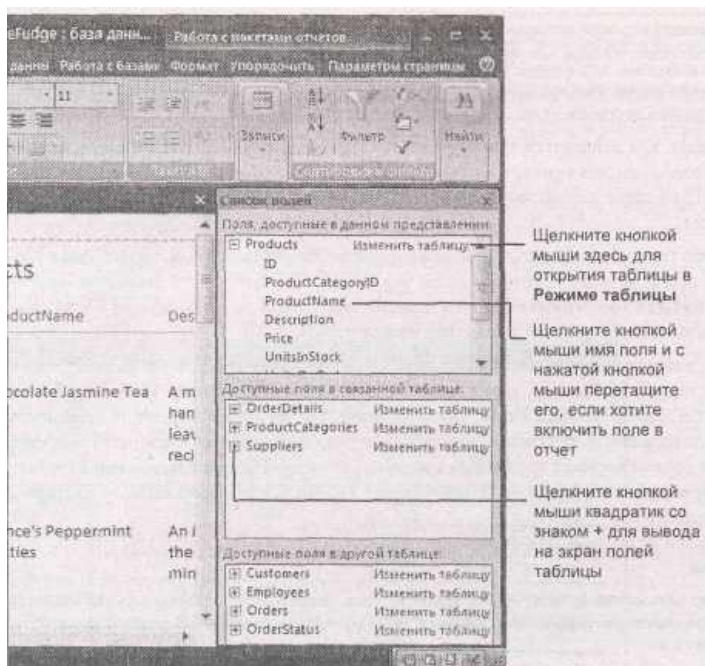 eFudge : база данн... Работа с макетами отчетов
данны Работа с базами Формат Упорядочить Параметры страницы
11
Записи
Фильтр
Найти
Список полей
Поля, доступные в данном представлении:
Products Изменить таблицу
ID
ProductCategoryID
ProductName
Description
Price
UnitsInStock
Доступные поля в связанной таблице:
OrderDetails Изменить таблицу
ProductCategories Изменить таблицу
Suppliers Изменить таблицу
Доступные поля в другой таблице:
Customers Изменить таблицу
Employees Изменить таблицу
Orders Изменить таблицу
OrderStatus Изменить таблицу
cts
oductName Des
ocolate Jasmine Tea A m
han
leav
reci
nce's Peppermint An i
ties the
min
Щелкните кнопкой
мыши здесь для
открытия таблицы в
Режиме таблицы
Щелкните кнопкой
мыши имя поля и с
нажатой кнопкой
мыши перетащите
его, если хотите
включить поле в
отчет
Щелкните кнопкой
мыши квадратик со
знаком + для вывода
на экран полей
таблицы